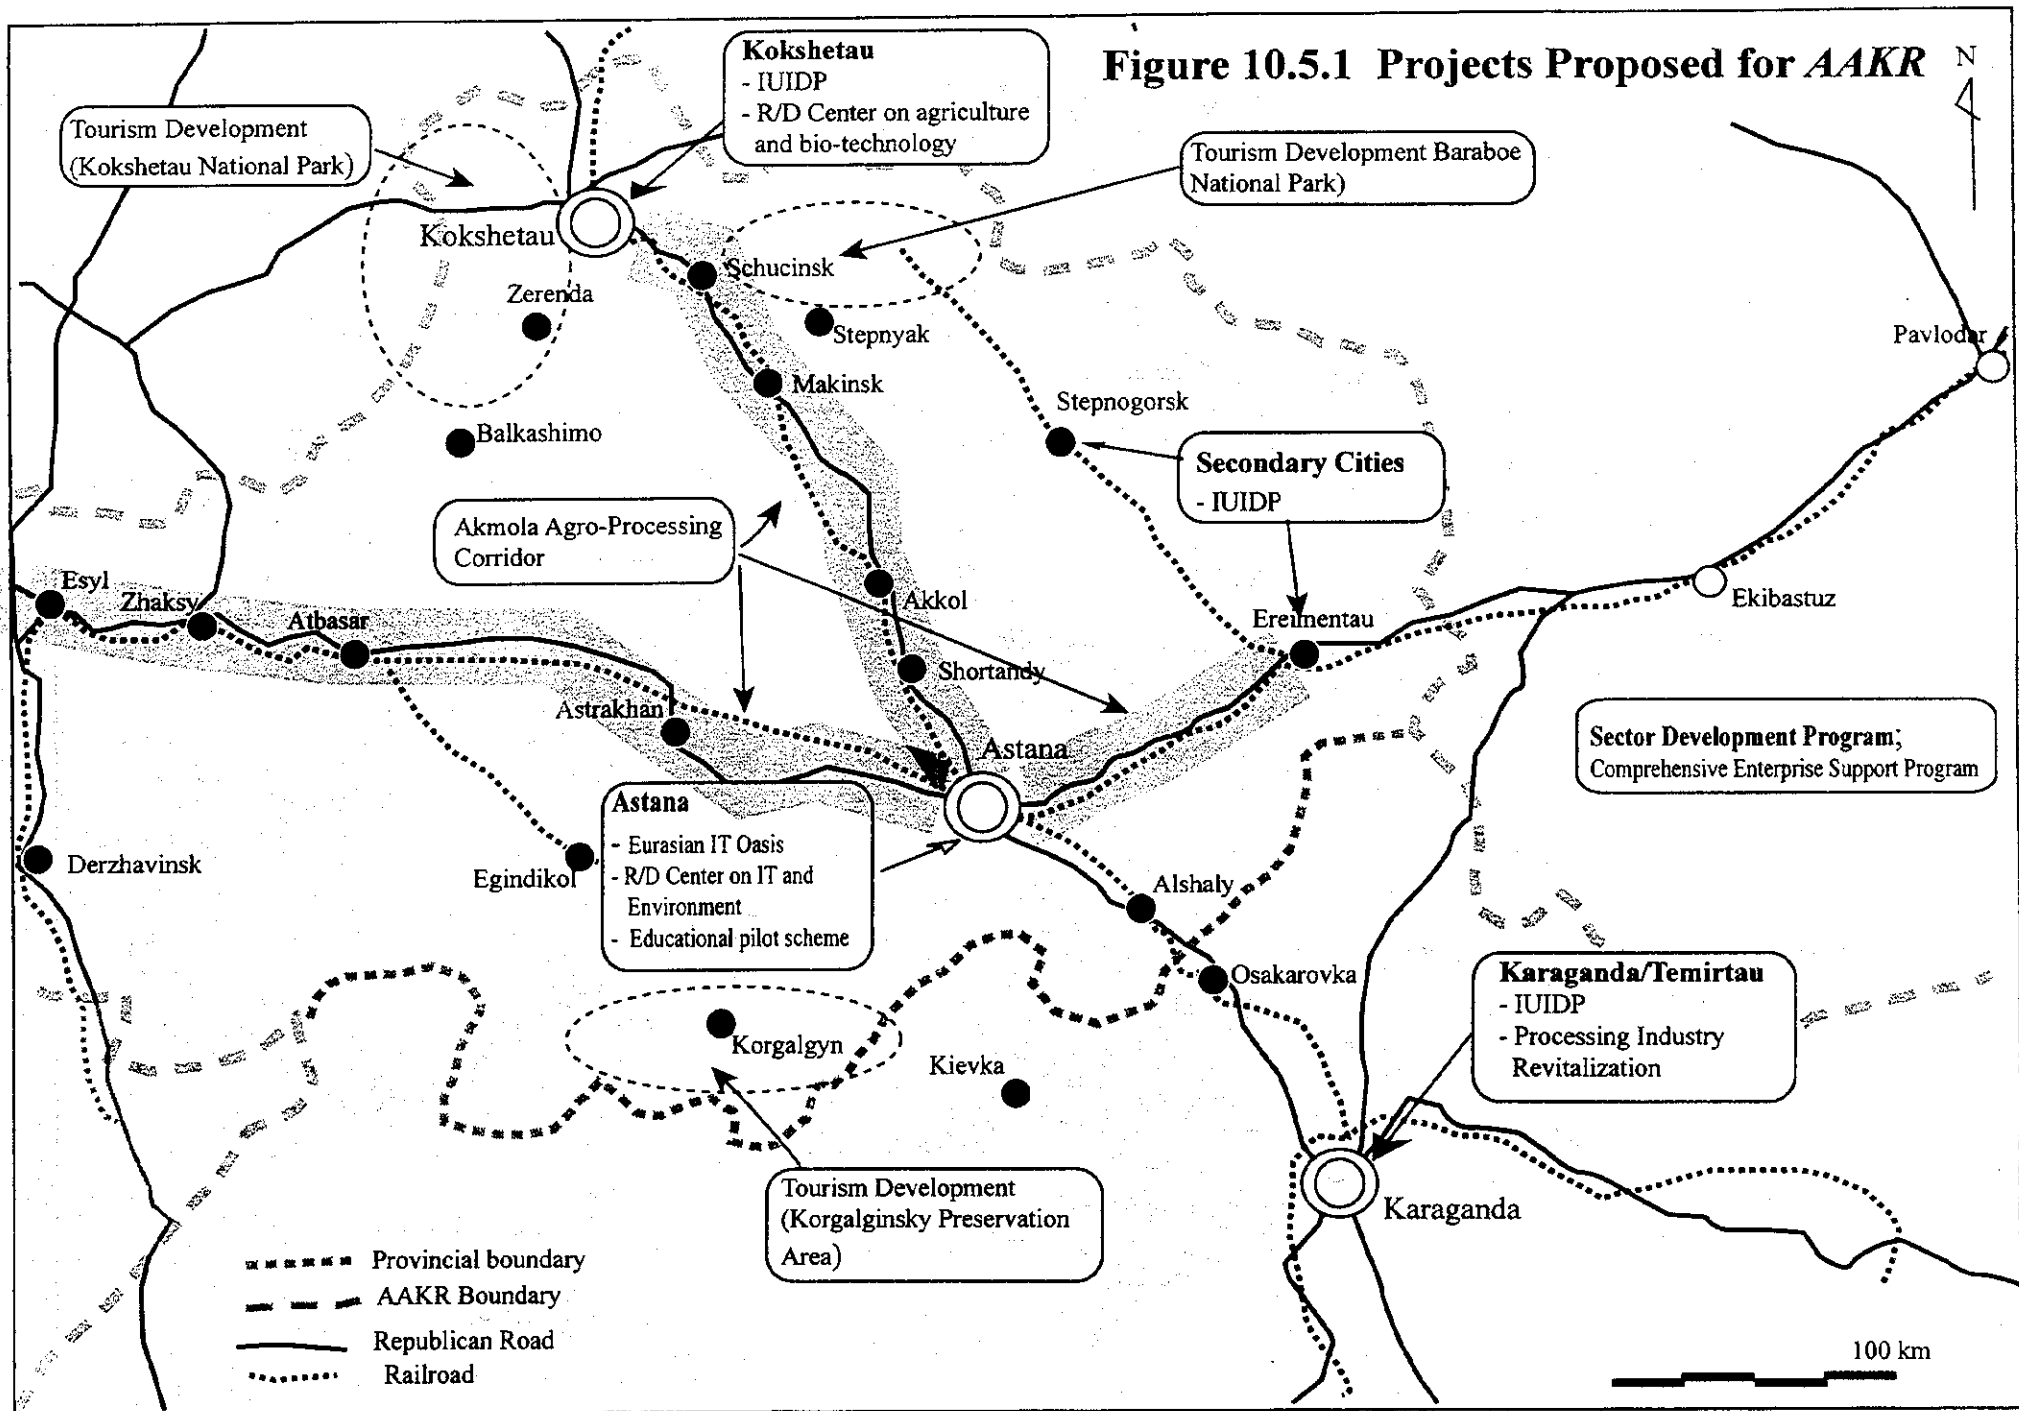 Figure 10.5.1 Projects Proposed for AAKR
N
Kokshetau
- IUIDP
- R/D Center on agriculture
and bio-technology
Tourism Development
(Kokshetau National Park)
Tourism Development Baraboe
National Park)
Kokshetau
Schucinsk
Zerenda
Stepnyak
Pavlodar
Makinsk
Stepnogorsk
Balkashimo
Secondary Cities
- IUIDP
Akmola Agro-Processing
Corridor
Esyl
Zhaksy
Atbasar
Akkol
Ereimentau
Ekibastuz
Shortandy
Astrakhan
Astana
Sector Development Program;
Comprehensive Enterprise Support Program
Astana
- Eurasian IT Oasis
- R/D Center on IT and
Environment
- Educational pilot scheme
Derzhavinsk
Egindikol
Alshaly
Osakarovka
Karaganda/Temirtau
- IUIDP
- Processing Industry
Revitalization
Korgalgyn
Kievka
Tourism Development
(Korgalginsky Preservation
Area)
Karaganda
Provincial boundary
AAKR Boundary
Republican Road
Railroad
100 km